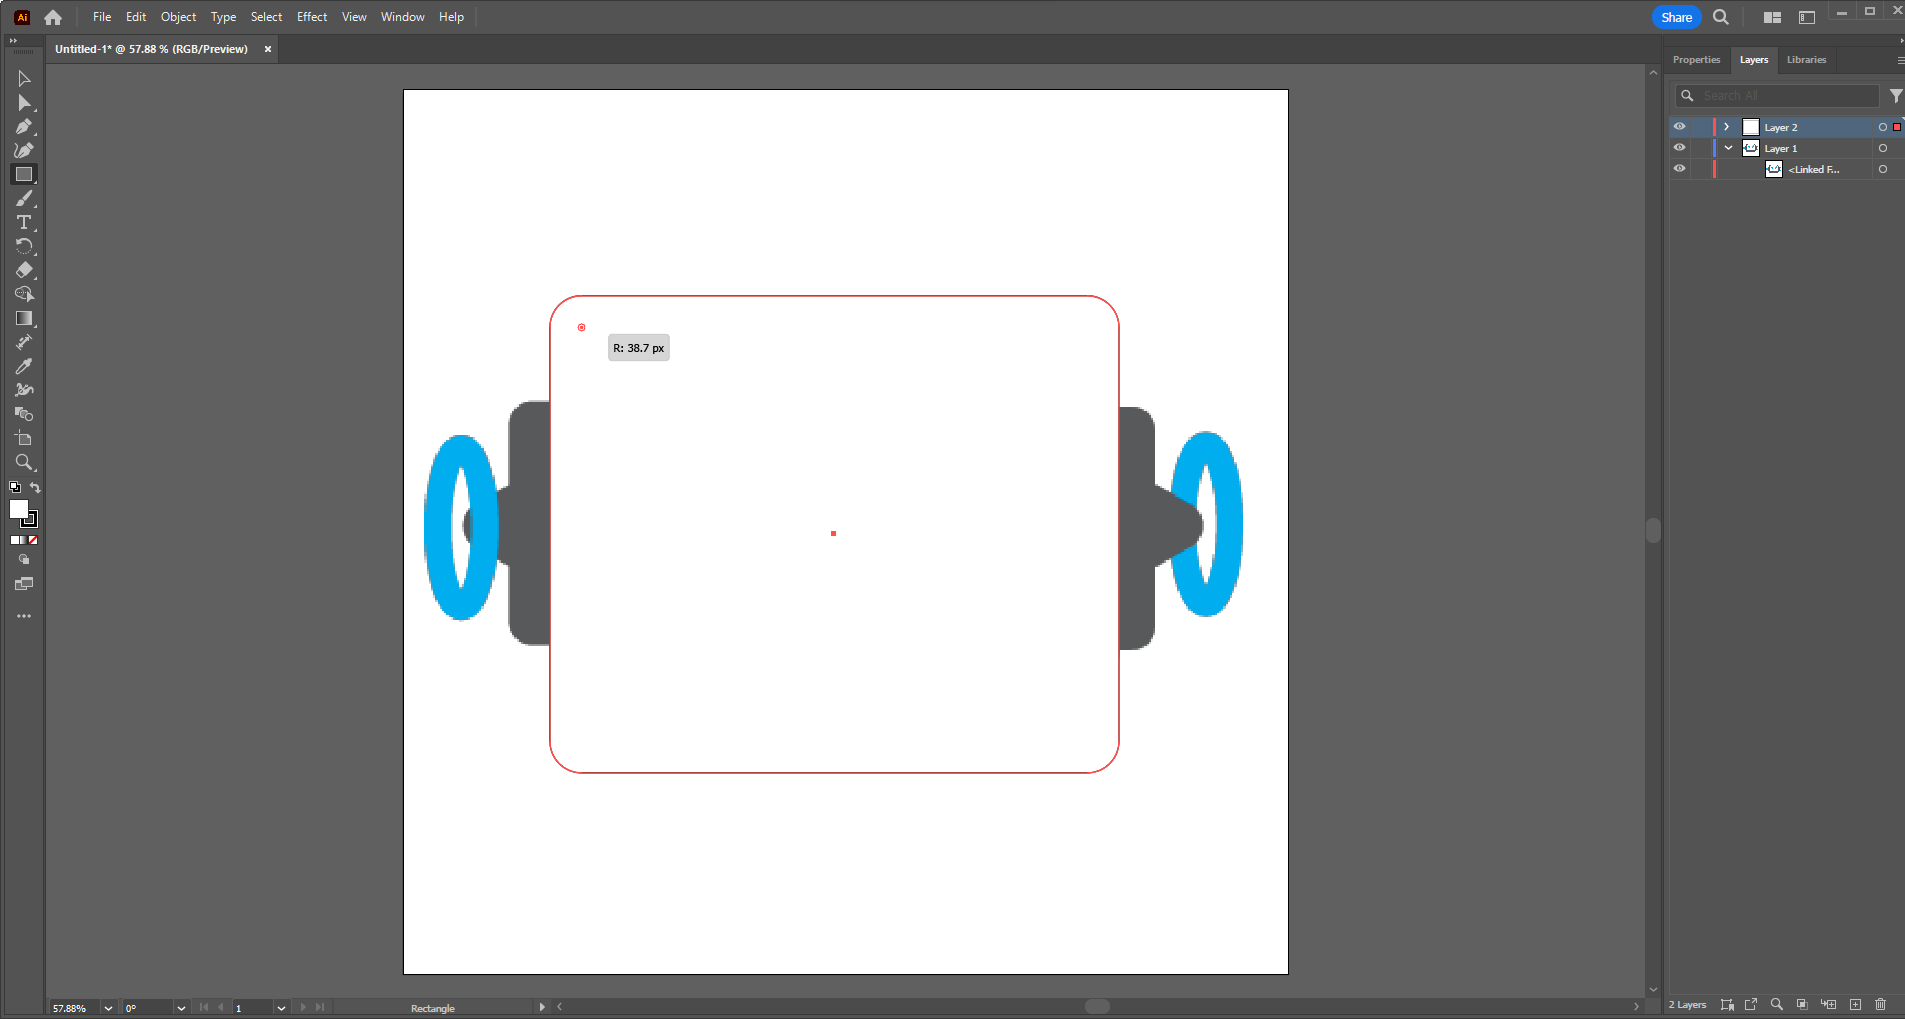 Ai File Edit Object Type Select Effect View Window Help Share
Untitled-1* @ 57.88 % (RGB/Preview) ×
Properties Layers Libraries
Search All
Layer 2
Layer 1
<Linked F...
R: 38.7 px
57.88% 0° 1 Rectangle
2 Layers